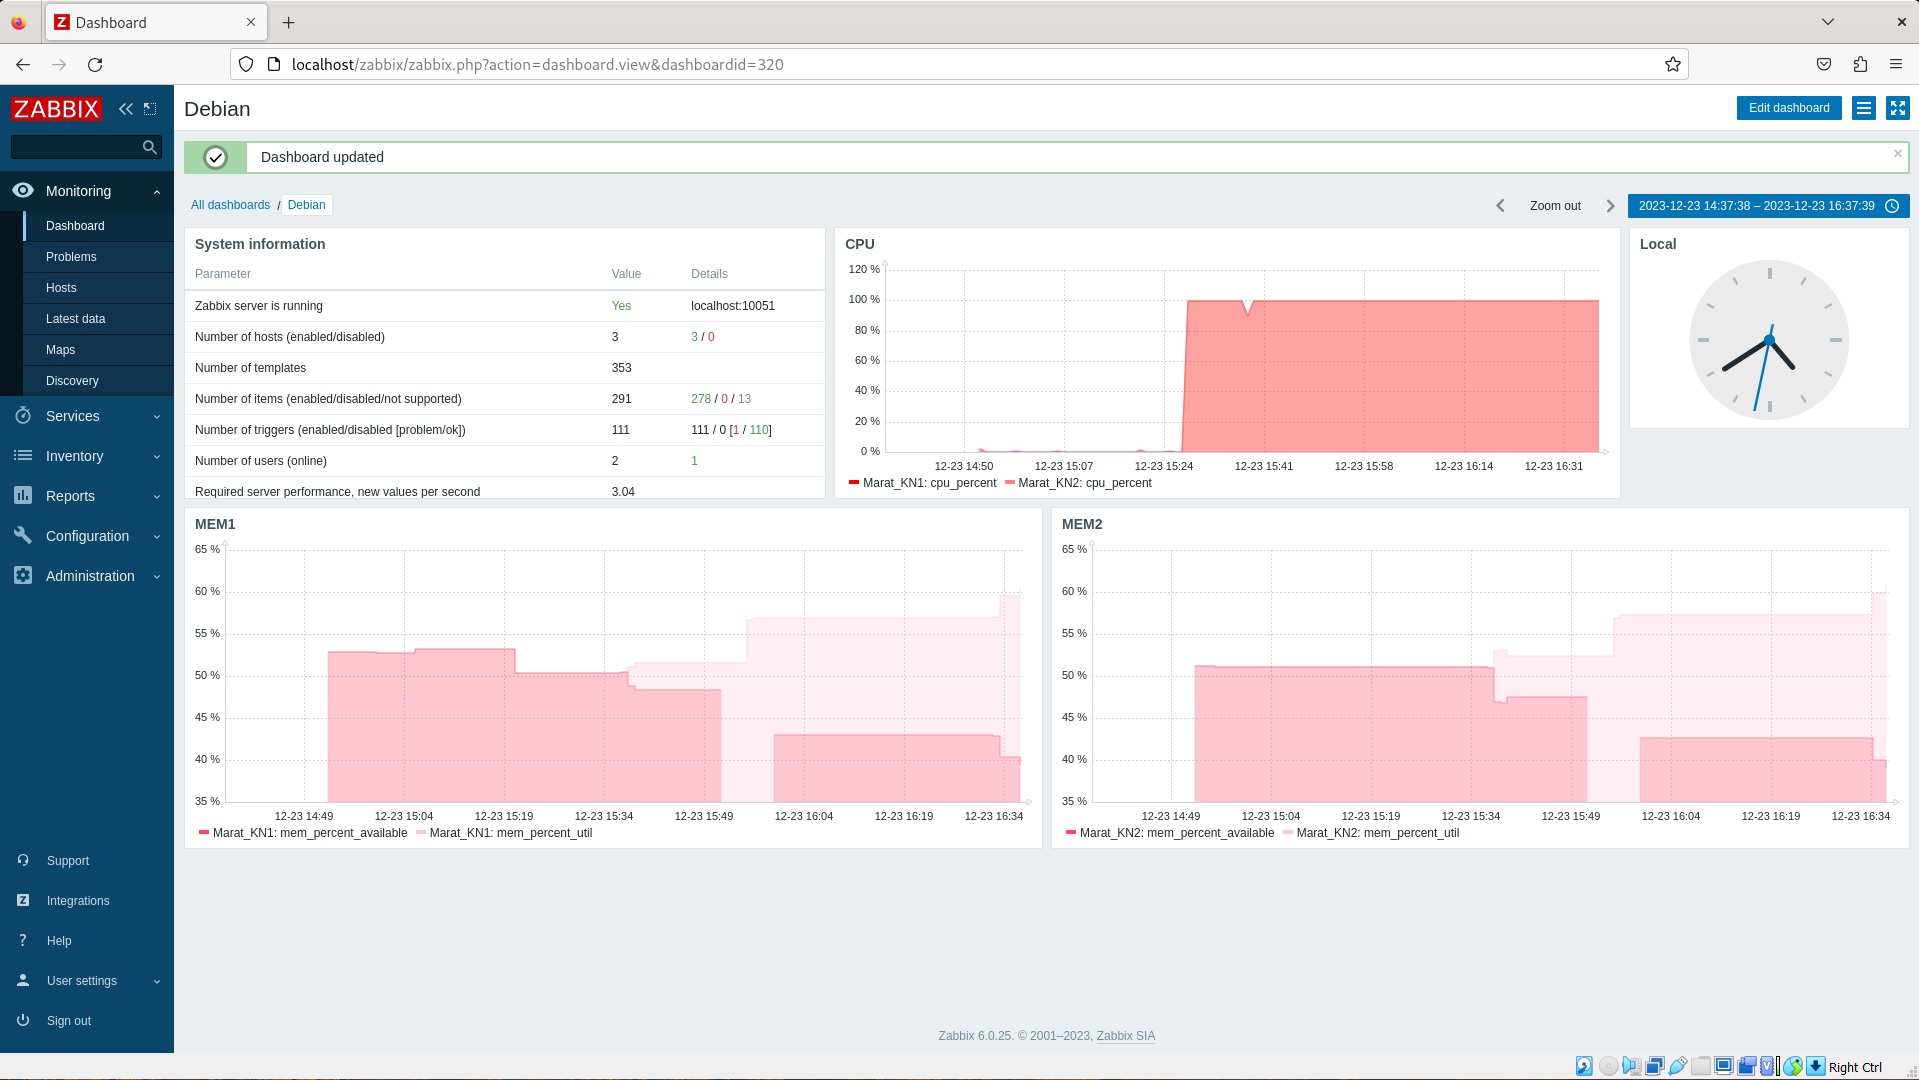 Dashboard
localhost/zabbix/zabbix.php?action=dashboard.view&dashboardid=320
ZABBIX
Debian
Edit dashboard
Dashboard updated
All dashboards / Debian
Zoom out
2023-12-23 14:37:38 – 2023-12-23 16:37:39
Monitoring
Dashboard
Problems
Hosts
Latest data
Maps
Discovery
Services
Inventory
Reports
Configuration
Administration
Support
Integrations
Help
User settings
Sign out
System information
Parameter Value Details
Zabbix server is running Yes localhost:10051
Number of hosts (enabled/disabled) 3 3 / 0
Number of templates 353
Number of items (enabled/disabled/not supported) 291 278 / 0 / 13
Number of triggers (enabled/disabled [problem/ok]) 111 111 / 0 [1 / 110]
Number of users (online) 2 1
Required server performance, new values per second 3.04
CPU
120 %
100 %
80 %
60 %
40 %
20 %
0 %
12-23 14:50 12-23 15:07 12-23 15:24 12-23 15:41 12-23 15:58 12-23 16:14 12-23 16:31
Marat_KN1: cpu_percent Marat_KN2: cpu_percent
Local
MEM1
65 %
60 %
55 %
50 %
45 %
40 %
35 %
12-23 14:49 12-23 15:04 12-23 15:19 12-23 15:34 12-23 15:49 12-23 16:04 12-23 16:19 12-23 16:34
Marat_KN1: mem_percent_available Marat_KN1: mem_percent_util
MEM2
65 %
60 %
55 %
50 %
45 %
40 %
35 %
12-23 14:49 12-23 15:04 12-23 15:19 12-23 15:34 12-23 15:49 12-23 16:04 12-23 16:19 12-23 16:34
Marat_KN2: mem_percent_available Marat_KN2: mem_percent_util
Zabbix 6.0.25. © 2001–2023, Zabbix SIA
Right Ctrl